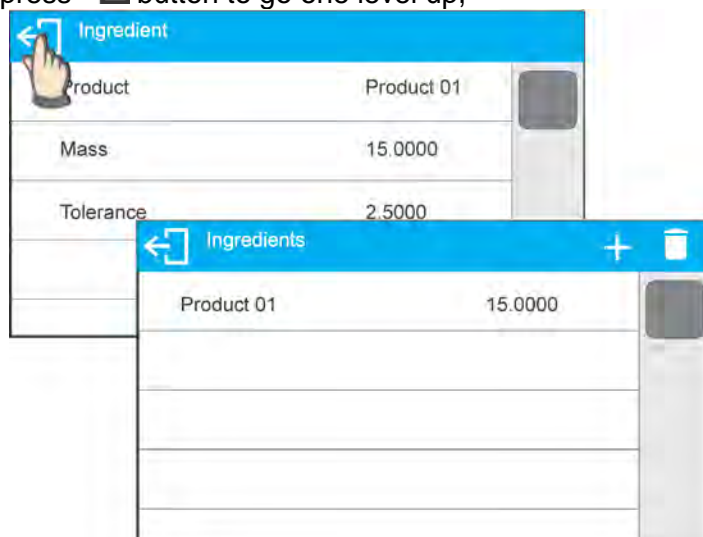 press button to go one level up;
Ingredient
Product Product 01
Mass 15.0000
Tolerance 2.5000
Ingredients
Product 01 15.0000